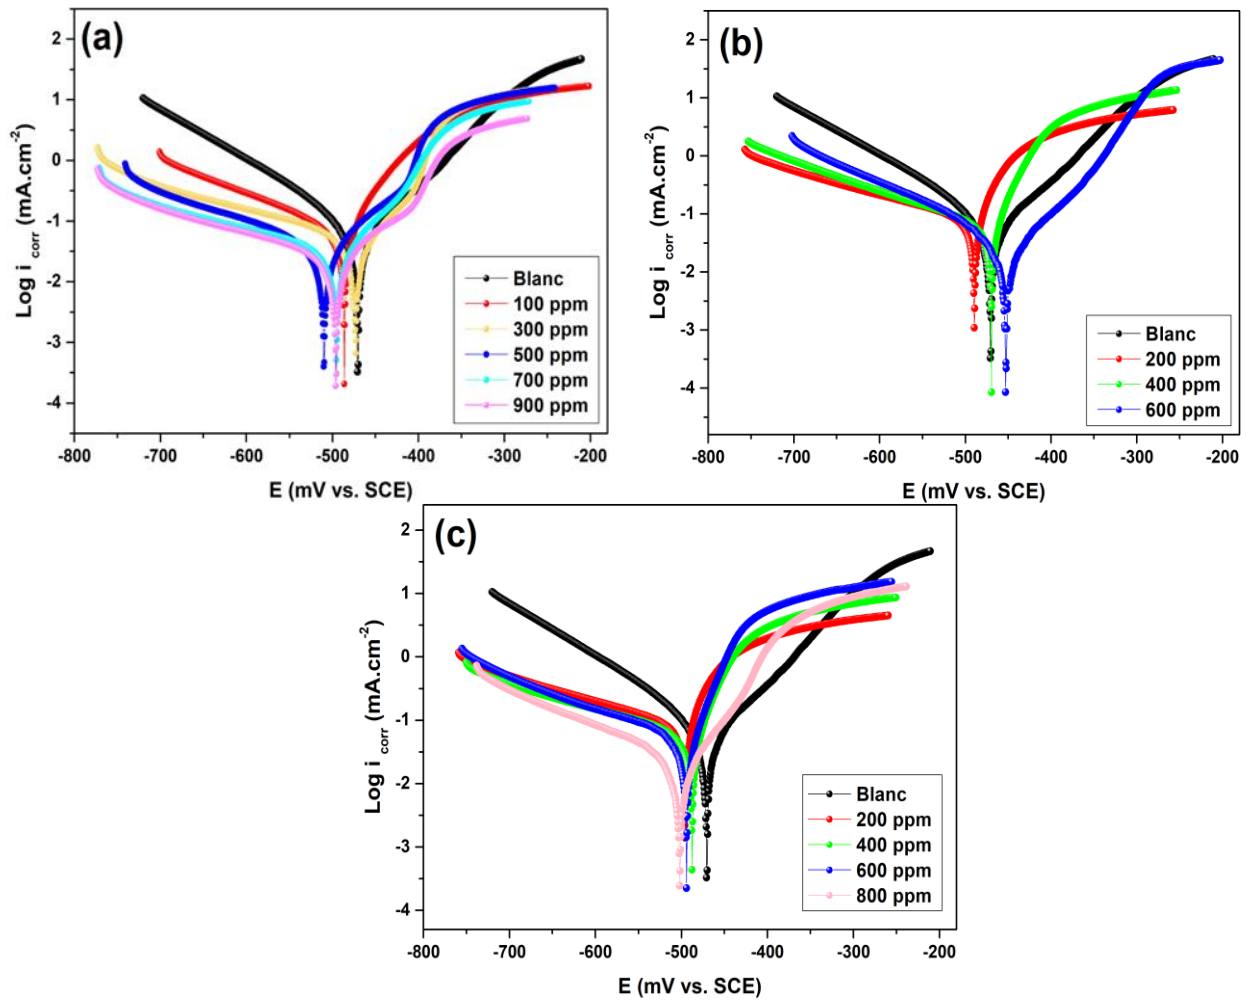 (a)
2
1
0
-1
-2
-3
-4
Log i corr (mA.cm-2)
-800 -700 -600 -500 -400 -300 -200
E (mV vs. SCE)
Blanc
100 ppm
300 ppm
500 ppm
700 ppm
900 ppm
(b)
2
1
0
-1
-2
-3
-4
Log i corr (mA.cm-2)
-800 -700 -600 -500 -400 -300 -200
E (mV vs. SCE)
Blanc
200 ppm
400 ppm
600 ppm
(c)
2
1
0
-1
-2
-3
-4
Log i corr (mA.cm-2)
-800 -700 -600 -500 -400 -300 -200
E (mV vs. SCE)
Blanc
200 ppm
400 ppm
600 ppm
800 ppm